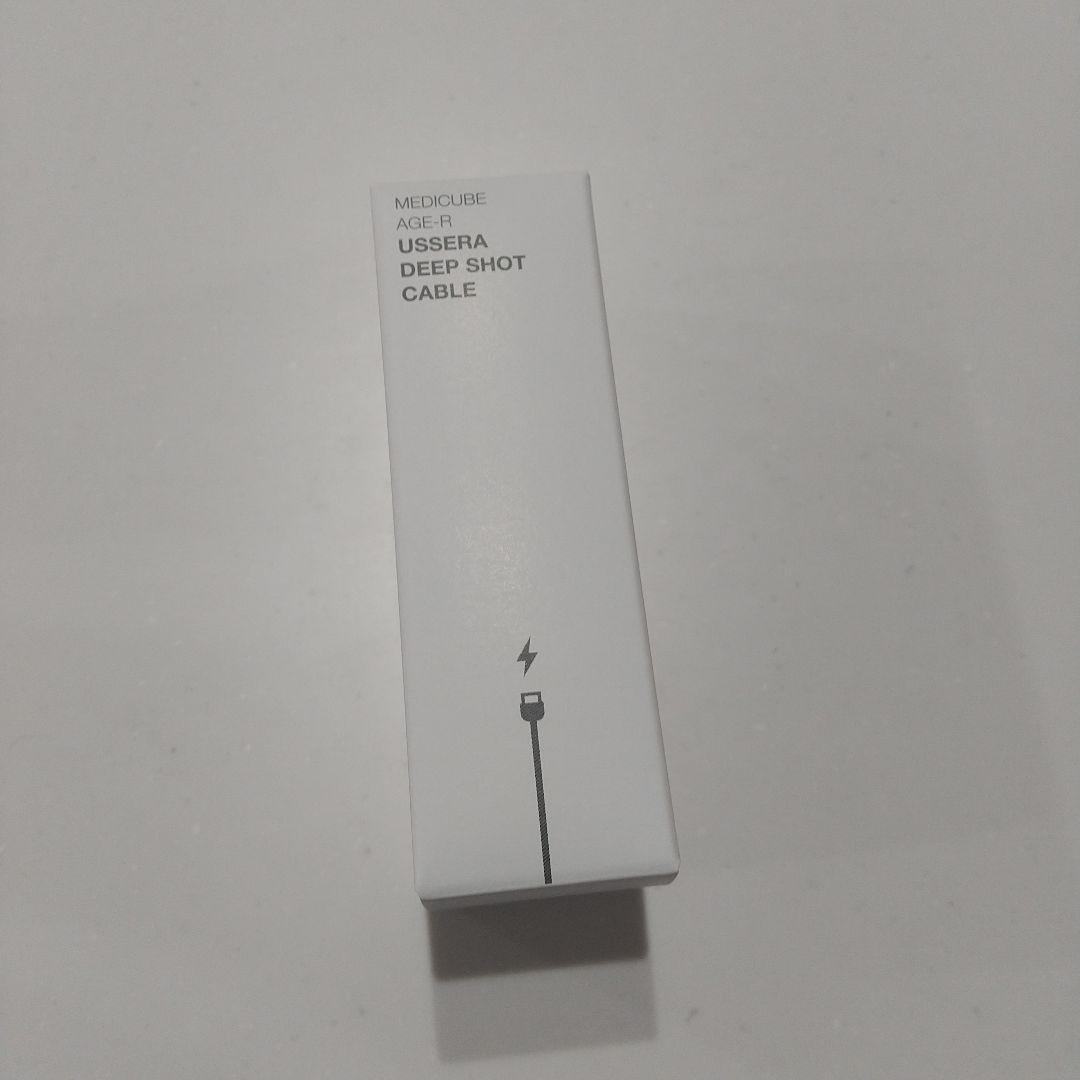 MEDICUBE
AGE-R
USSERA
DEEP SHOT
CABLE